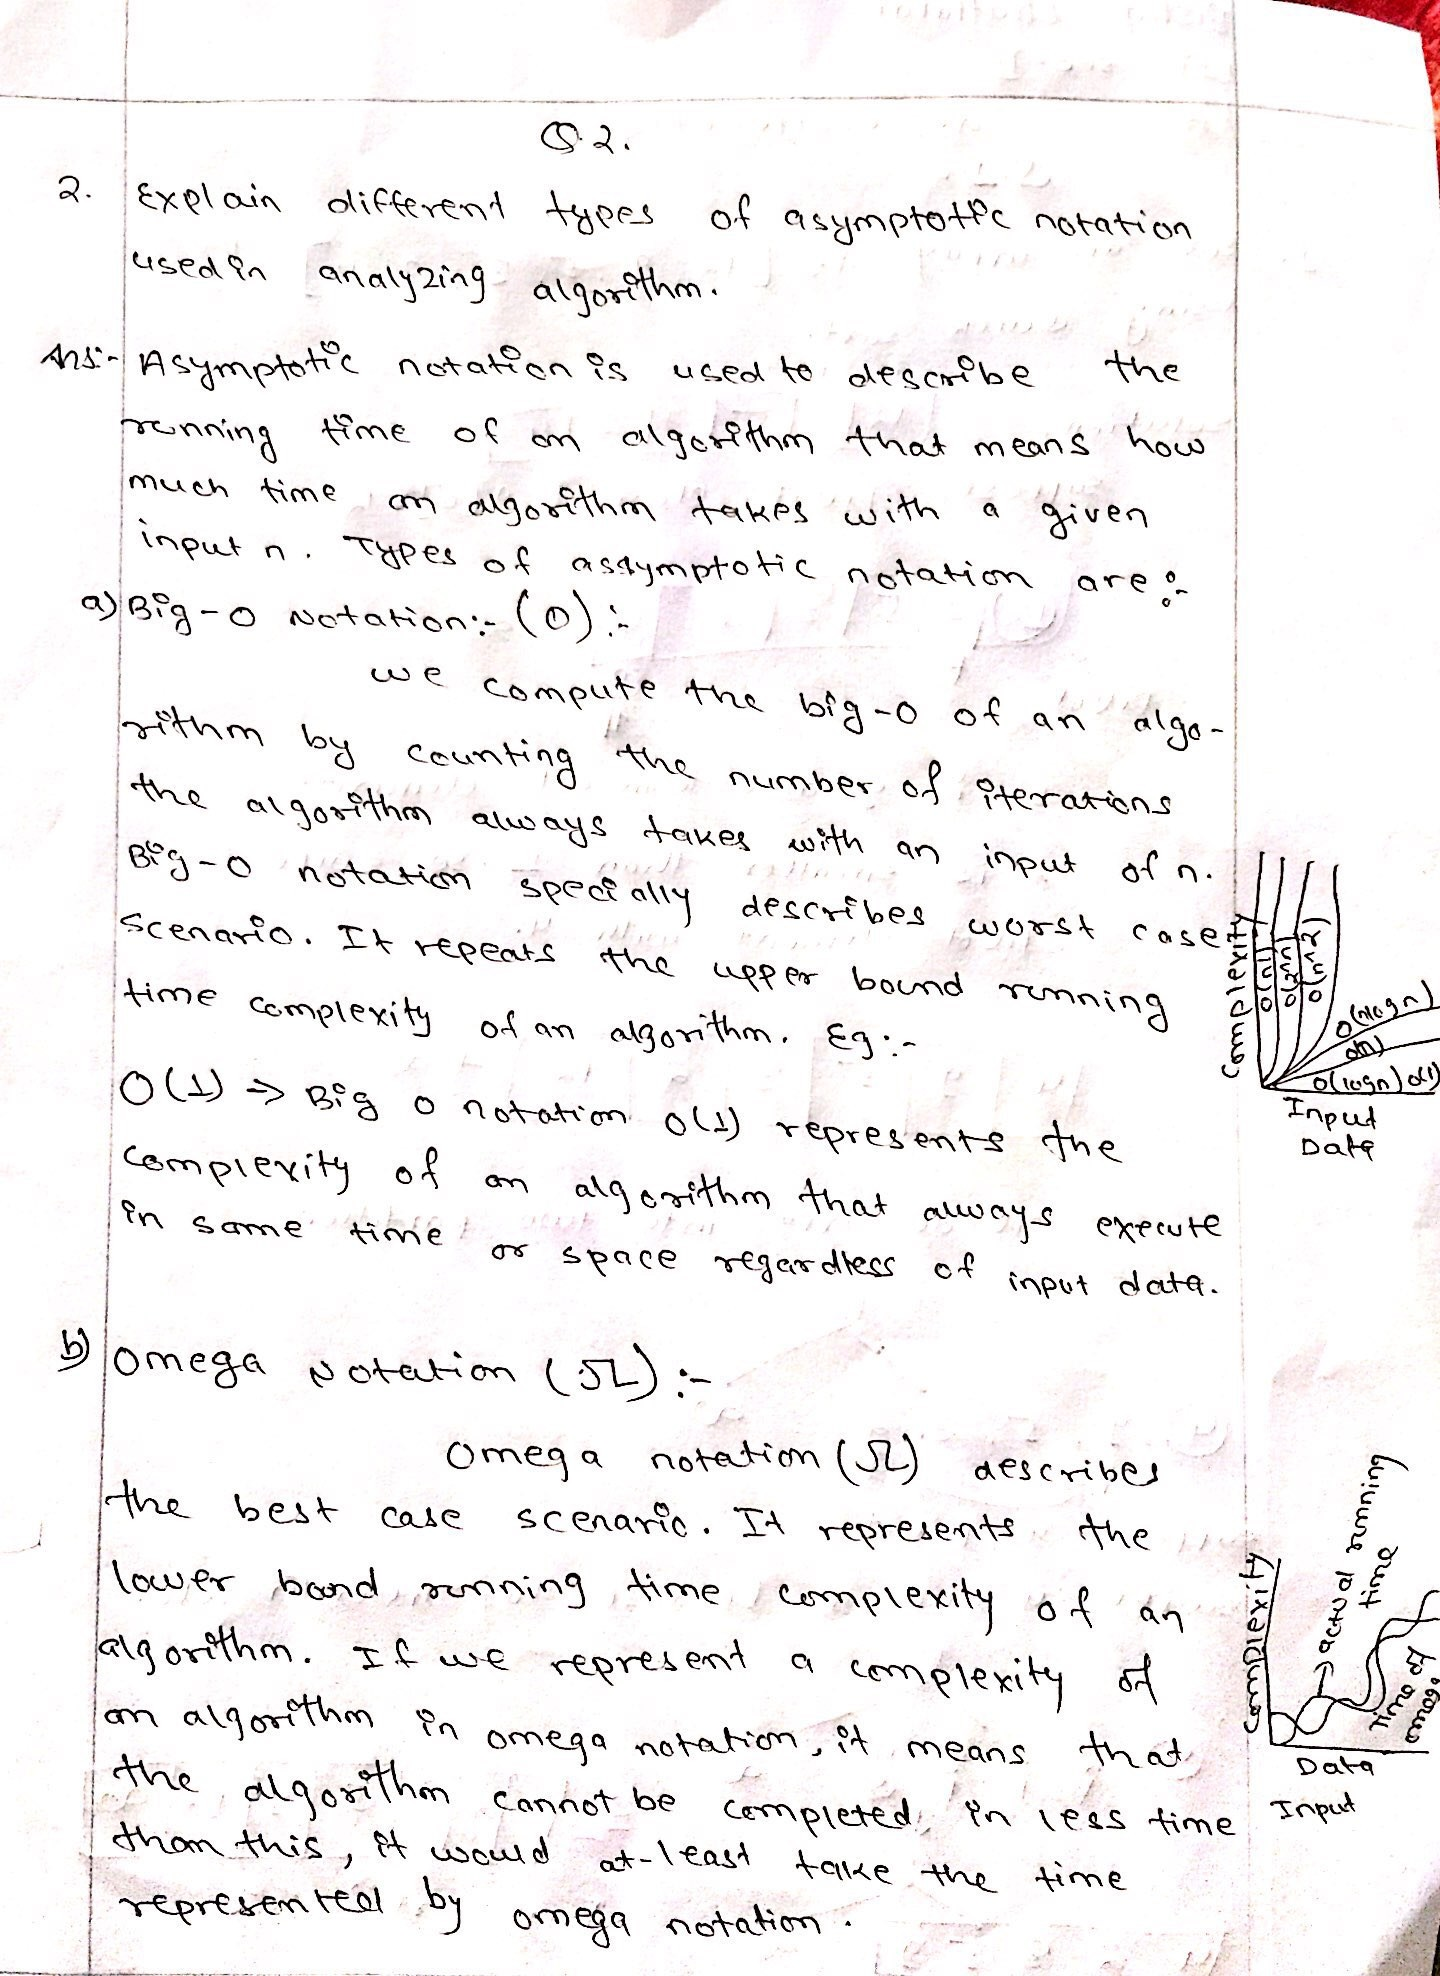 Q.2.
2. Explain different types of asymptotic notation
used in analyzing algorithm.
Ans:- Asymptotic notation is used to describe the
running time of an algorithm that means how
much time an algorithm takes with a given
input n. Types of assymptotic notation are :-
a) Big-O Notation:- (O) :-
we compute the big-O of an algo-
rithm by counting the number of iterations
the algorithm always takes with an input of n.
Big-O notation specially describes worst case
scenario. It repeats the upper bound running
time complexity of an algorithm. Eg :-
O(1) => Big O notation O(1) represents the
complexity of an algorithm that always execute
in same time or space regardless of input data.
Complexity
O(n!)
O(2^n)
O(n^2)
O(nlogn)
O(n)
O(logn) O(1)
Input
Data
b) Omega Notation (Ω) :-
Omega notation (Ω) describes
the best case scenario. It represents the
lower bond running time complexity of an
algorithm. If we represent a complexity of
an algorithm in omega notation, it means that
the algorithm cannot be completed in less time
than this, it would at-least take the time
represented by omega notation.
Complexity
→ actual running
time
Time of
omega
Data
Input